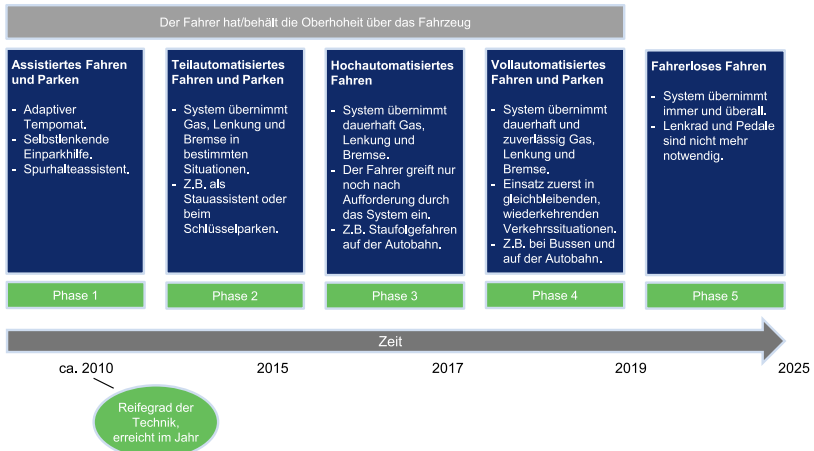 Der Fahrer hat/behält die Oberhoheit über das Fahrzeug
Assistiertes Fahren
und Parken
- Adaptiver
Tempomat.
- Selbstlenkende
Einparkhilfe.
- Spurhalteassistent.
Phase 1
Teilautomatisiertes
Fahren und Parken
- System übernimmt
Gas, Lenkung und
Bremse in
bestimmten
Situationen.
- Z.B. als
Stauassistent oder
beim
Schlüsselparken.
Phase 2
Hochautomatisiertes
Fahren
- System übernimmt
dauerhaft Gas,
Lenkung und
Bremse.
- Der Fahrer greift nur
noch nach
Aufforderung durch
das System ein.
- Z.B. Staufolgefahren
auf der Autobahn.
Phase 3
Vollautomatisiertes
Fahren und Parken
- System übernimmt
dauerhaft und
zuverlässig Gas,
Lenkung und
Bremse.
- Einsatz zuerst in
gleichbleibenden,
wiederkehrenden
Verkehrssituationen.
- Z.B. bei Bussen und
auf der Autobahn.
Phase 4
Fahrerloses Fahren
- System übernimmt
immer und überall.
- Lenkrad und Pedale
sind nicht mehr
notwendig.
Phase 5
Zeit
ca. 2010
2015
2017
2019
2025
Reifegrad der
Technik,
erreicht im Jahr